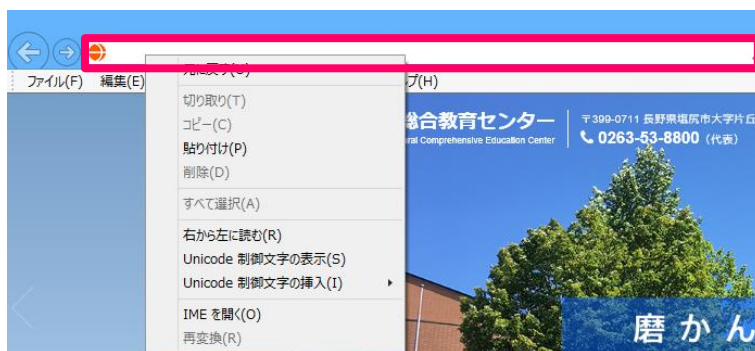 ファイル(F) 編集(E)
プ(H)
元に戻す(U)
切り取り(T)
コピー(C)
貼り付け(P)
削除(D)
すべて選択(A)
右から左に読む(R)
Unicode 制御文字の表示(S)
Unicode 制御文字の挿入(I)
IME を開く(O)
再変換(R)
総合教育センター
ral Comprehensive Education Center
〒399-0711 長野県塩尻市大字片丘
0263-53-8800 (代表)
磨かん